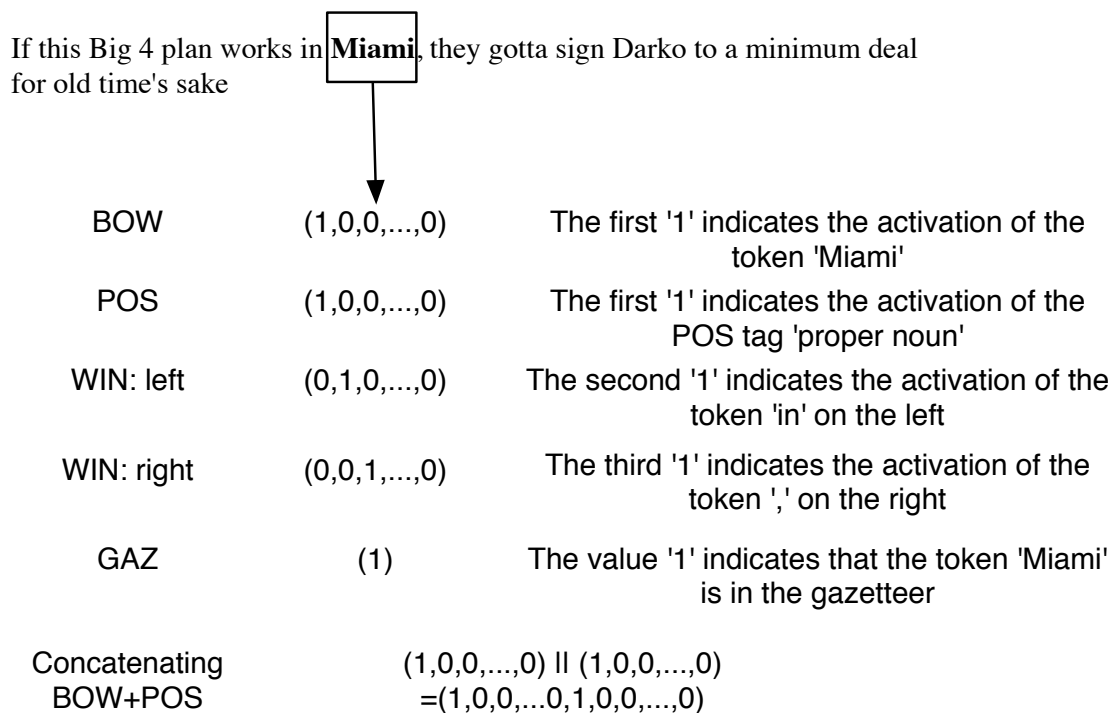 If this Big 4 plan works in Miami, they gotta sign Darko to a minimum deal
for old time's sake
BOW (1,0,0,...,0) The first '1' indicates the activation of the
token 'Miami'
POS (1,0,0,...,0) The first '1' indicates the activation of the
POS tag 'proper noun'
WIN: left (0,1,0,...,0) The second '1' indicates the activation of the
token 'in' on the left
WIN: right (0,0,1,...,0) The third '1' indicates the activation of the
token ',' on the right
GAZ (1) The value '1' indicates that the token 'Miami'
is in the gazetteer
Concatenating (1,0,0,...,0) || (1,0,0,...,0)
BOW+POS =(1,0,0,...0,1,0,0,...,0)